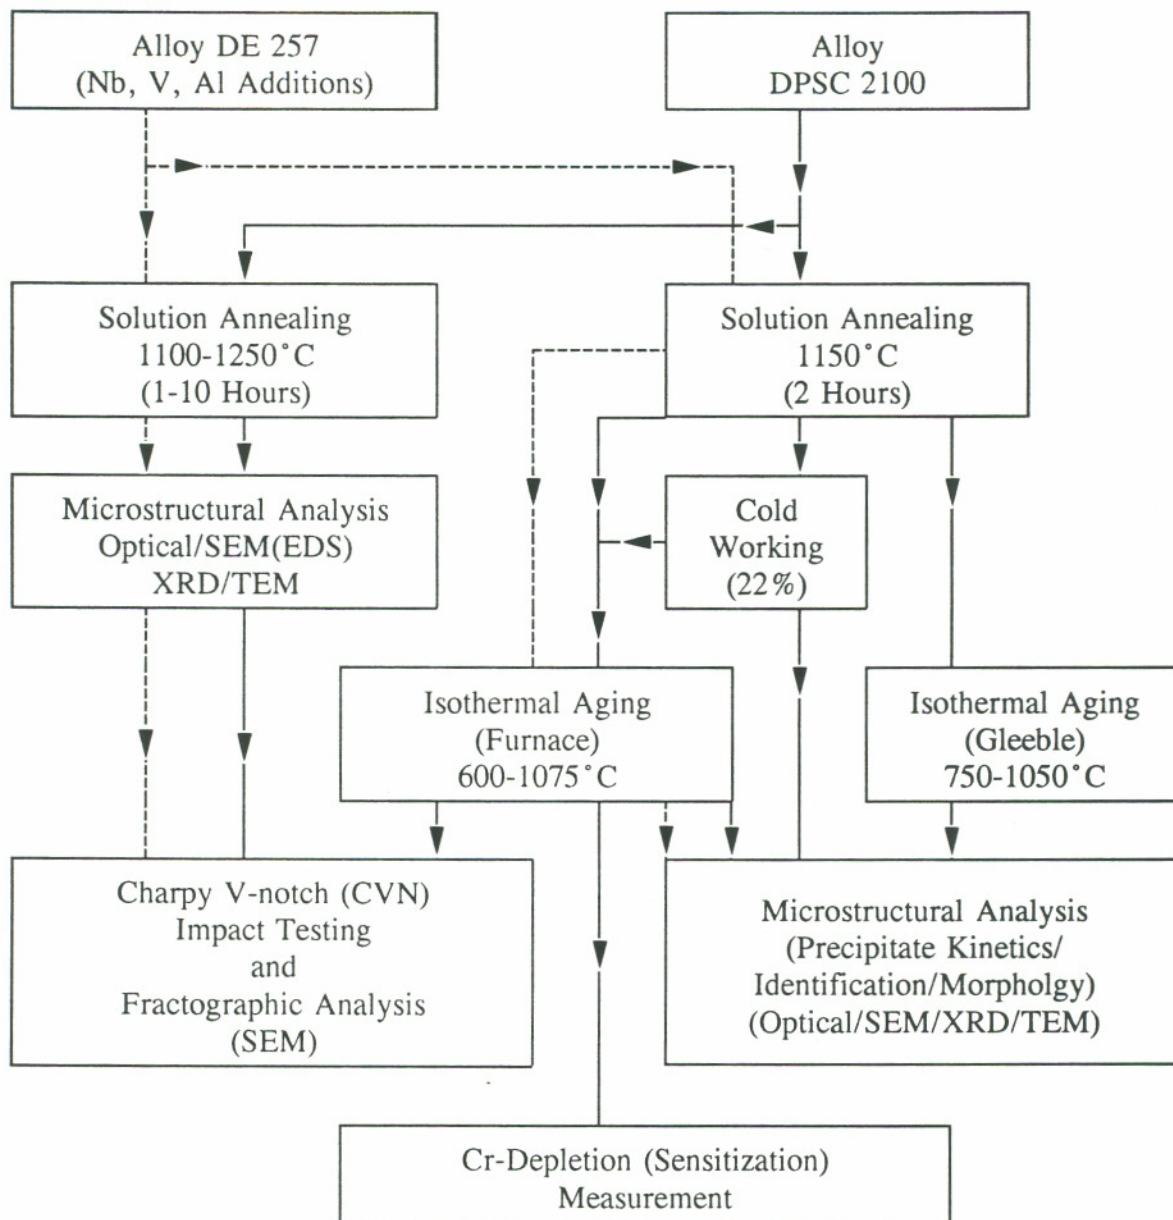 Alloy DE 257
(Nb, V, Al Additions)
Alloy
DPSC 2100
Solution Annealing
1100-1250°C
(1-10 Hours)
Solution Annealing
1150°C
(2 Hours)
Microstructural Analysis
Optical/SEM(EDS)
XRD/TEM
Cold
Working
(22%)
Isothermal Aging
(Furnace)
600-1075°C
Isothermal Aging
(Gleeble)
750-1050°C
Charpy V-notch (CVN)
Impact Testing
and
Fractographic Analysis
(SEM)
Microstructural Analysis
(Precipitate Kinetics/
Identification/Morpholgy)
(Optical/SEM/XRD/TEM)
Cr-Depletion (Sensitization)
Measurement